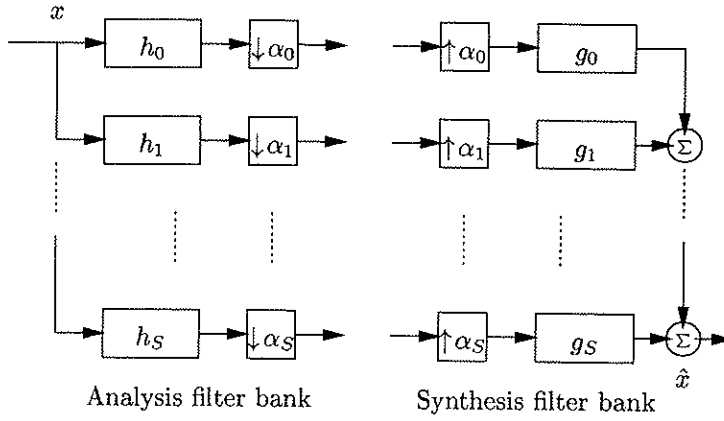 x
h₀ ↓α₀ ↑α₀ g₀
h₁ ↓α₁ ↑α₁ g₁ Σ
h_S ↓α_S ↑α_S g_S Σ
x̂
Analysis filter bank Synthesis filter bank